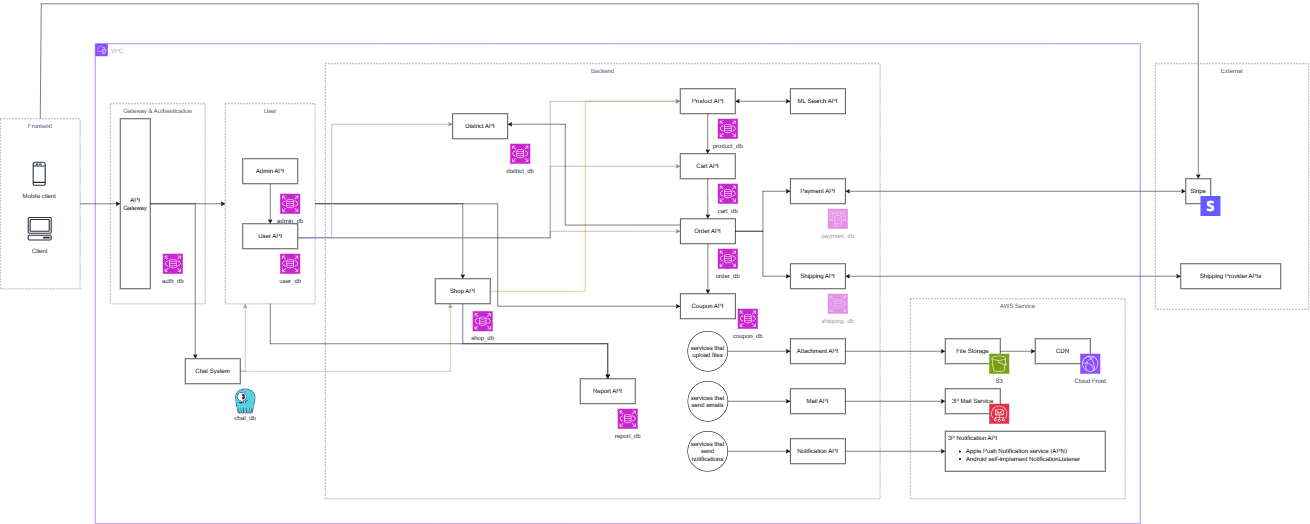 VPC
Backend
External
Gateway & Authentication
User
Frontend
Mobile client
Client
API
Gateway
auth_db
Admin API
admin_db
User API
user_db
Chat System
chat_db
District API
district_db
Shop API
shop_db
Report API
report_db
Product API
product_db
ML Search API
Cart API
cart_db
Order API
order_db
Coupon API
coupon_db
Payment API
payment_db
Shipping API
shipping_db
Stripe
S
Shipping Provider APIs
services that
upload files
Attachment API
services that
send emails
Mail API
services that
send
notifications
Notification API
AWS Service
File Storage
S3
CDN
Cloud Front
3P Mail Service
3P Notification API
• Apple Push Notification service (APN)
• Android self-implement NotificationListener